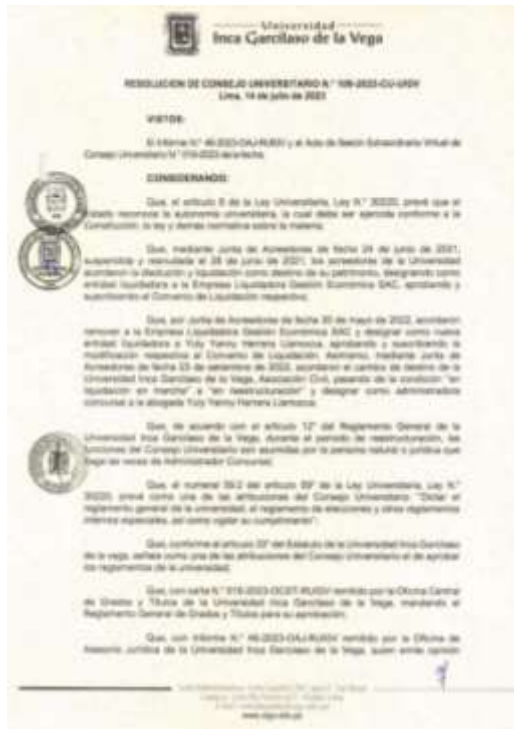 Universidad
Inca Garcilaso de la Vega
RESOLUCION DE CONSEJO UNIVERSITARIO N.° 109-2023-CU-UIGV
Lima, 14 de julio de 2023
VISTOS:
El Informe N.° 46-2023-OAJ-RUIGV y el Acta de Sesión Extraordinaria Virtual de
Consejo Universitario N.° 016-2023 de la fecha.
CONSIDERANDO:
Que, el artículo 8 de la Ley Universitaria, Ley N.° 30220, prevé que el
Estado reconoce la autonomía universitaria, la cual debe ser ejercida conforme a la
Constitución, la ley y demás normativa sobre la materia.
Que, mediante Junta de Acreedores de fecha 24 de junio de 2021,
suspendida y reanudada el 28 de junio de 2021, los acreedores de la Universidad
acordaron la disolución y liquidación como destino de su patrimonio, designando como
entidad liquidadora a la Empresa Liquidadora Gestión Económica SAC, aprobando y
suscribiendo el Convenio de Liquidación respectivo.
Que, por Junta de Acreedores de fecha 20 de mayo de 2022, acordaron
remover a la Empresa Liquidadora Gestión Económica SAC y designar como nueva
entidad liquidadora a Yuly Yanny Herrera Llamocca, aprobando y suscribiendo la
modificación respectiva al Convenio de Liquidación. Asimismo, mediante Junta de
Acreedores de fecha 23 de setiembre de 2022, acordaron el cambio de destino de la
Universidad Inca Garcilaso de la Vega, Asociación Civil, pasando de la condición "en
liquidación en marcha" a "en reestructuración" y designar como administradora
concursal a la abogada Yuly Yanny Herrera Llamocca.
Que, de acuerdo con el artículo 12° del Reglamento General de la
Universidad Inca Garcilaso de la Vega, durante el periodo de reestructuración, las
funciones del Consejo Universitario son asumidas por la persona natural o jurídica que
haga las veces de Administrador Concursal.
Que, el numeral 59.2 del artículo 59° de la Ley Universitaria, Ley N.°
30220, prevé como una de las atribuciones del Consejo Universitario: "Dictar el
reglamento general de la universidad, el reglamento de elecciones y otros reglamentos
internos especiales, así como vigilar su cumplimiento".
Que, conforme al artículo 33° del Estatuto de la Universidad Inca Garcilaso
de la vega, señala como una de las atribuciones del Consejo Universitario el de aprobar
los reglamentos de la universidad.
Que, con carta N.° 016-2023-OCGT-RUIGV remitido por la Oficina Central
de Grados y Títulos de la Universidad Inca Garcilaso de la Vega, mandando el
Reglamento General de Grados y Títulos para su aprobación.
Que, con informe N.° 46-2023-OAJ-RUIGV remitido por la Oficina de
Asesoría Jurídica de la Universidad Inca Garcilaso de la Vega, quien emite opinión
www.uigv.edu.pe